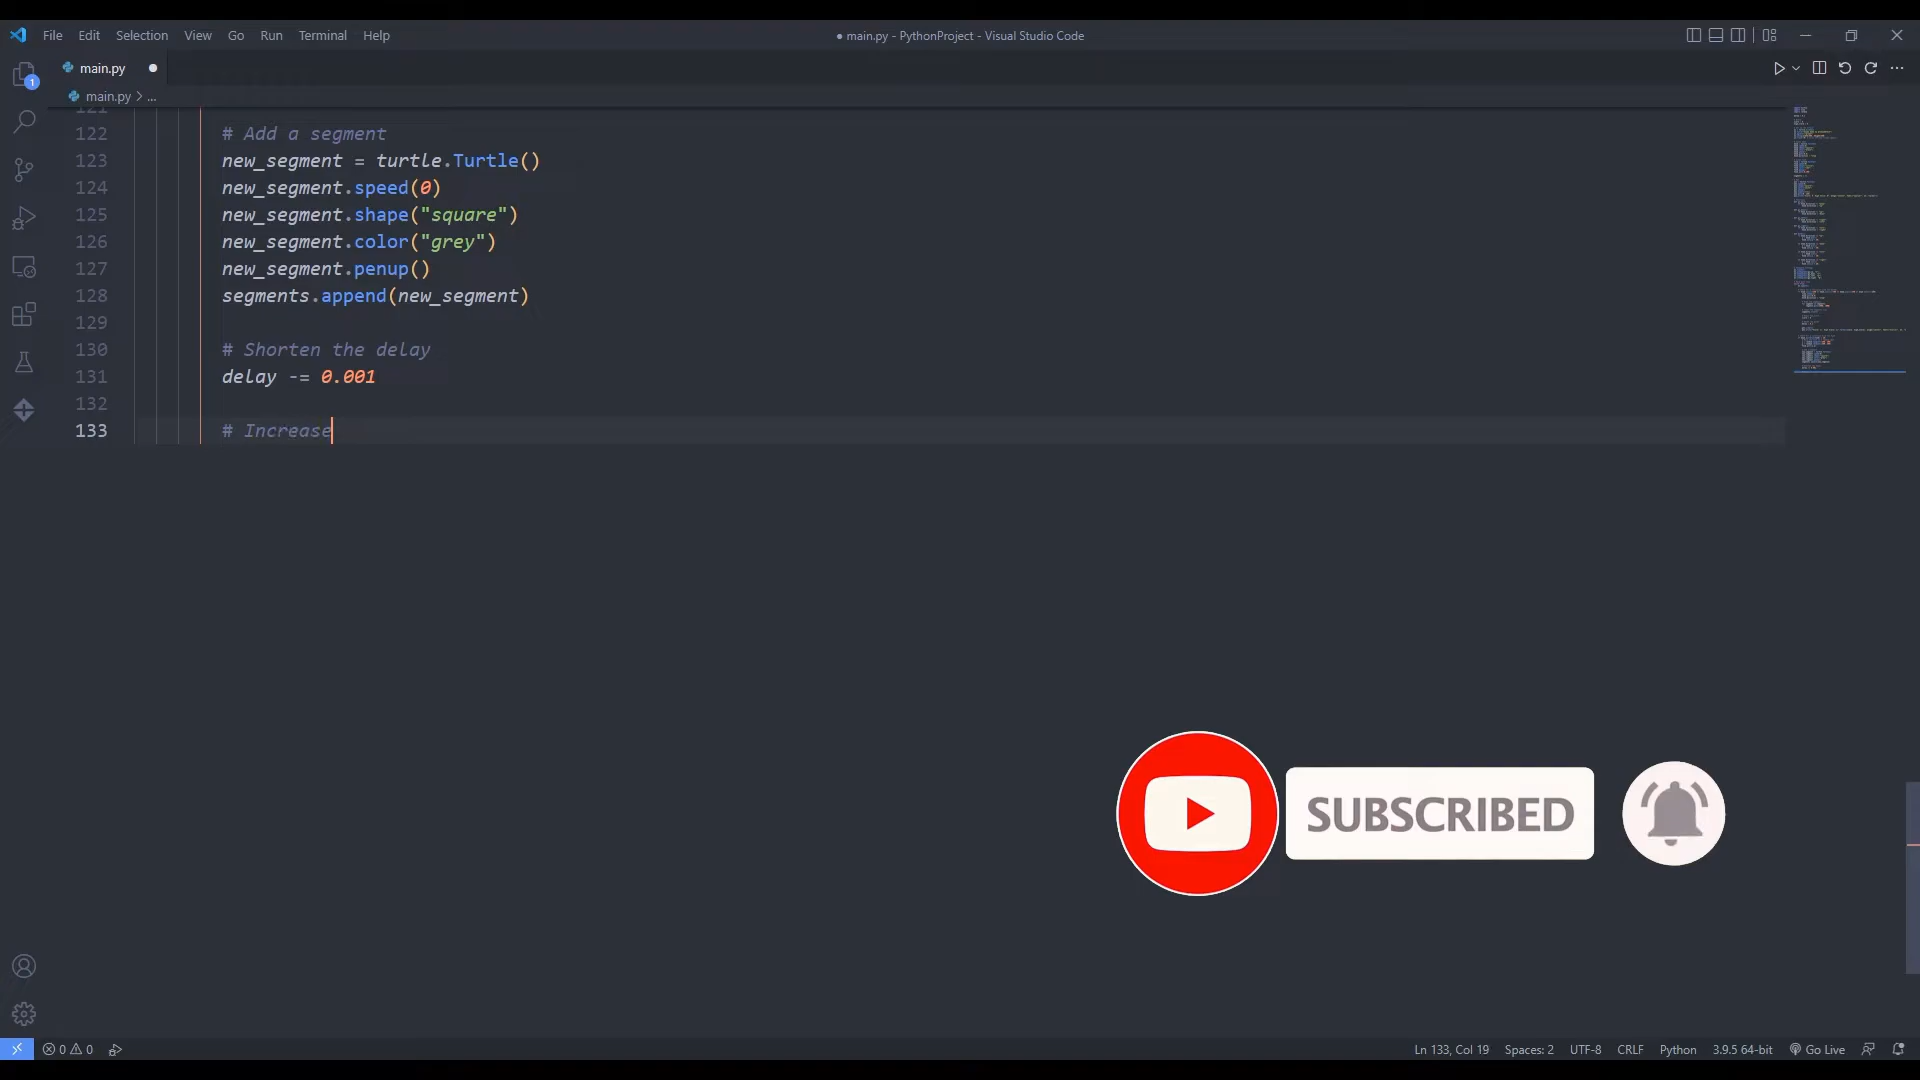 File Edit Selection View Go Run Terminal Help
● main.py - PythonProject - Visual Studio Code
main.py
1
main.py > ...
121
122 # Add a segment
123 new_segment = turtle.Turtle()
124 new_segment.speed(0)
125 new_segment.shape("square")
126 new_segment.color("grey")
127 new_segment.penup()
128 segments.append(new_segment)
129
130 # Shorten the delay
131 delay -= 0.001
132
133 # Increase
SUBSCRIBED
0 0
Ln 133, Col 19 Spaces: 2 UTF-8 CRLF Python 3.9.5 64-bit Go Live